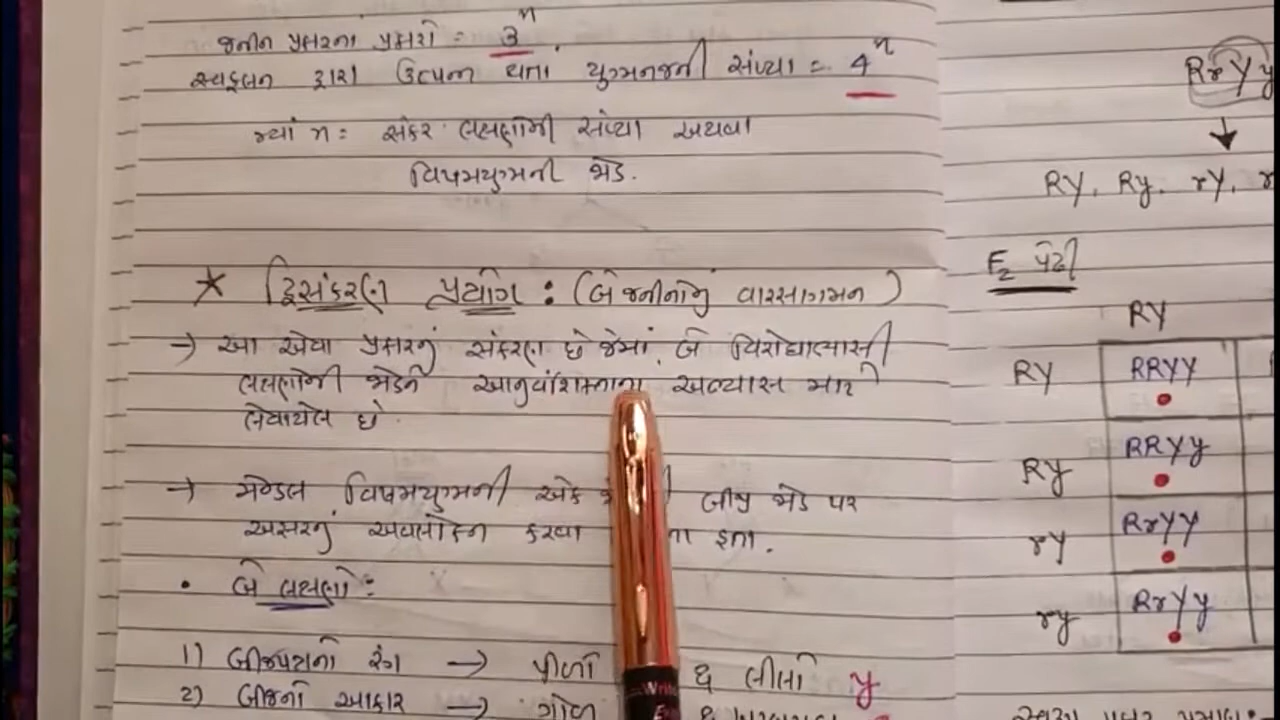 જનીન પ્રકારના પ્રકારો = 3ⁿ
સ્વફલન દ્વારા ઉત્પન્ન થતાં યુગ્મનજની સંખ્યા = 4ⁿ
જ્યાં n = સંકર લક્ષણોની સંખ્યા અથવા
વિષમયુગ્મની જોડ.
★ દ્વિસંકરણ પ્રયોગ : (બે જનીનોનું વારસાગમન)
→ આ એવા પ્રકારનું સંકરણ છે જેમાં બે વિરોધાભાસી
લક્ષણોની જોડને આનુવંશિકતાના અભ્યાસ માટે
લેવાયેલ છે.
→ મેન્ડલ વિષમયુગ્મની એક બીજી જોડ પર
અસરનું અવલોકન કરવા હતા.
• બે લક્ષણો :
1) બીજપત્રનો રંગ → પીળો & લીલો y
2) બીજનો આકાર → ગોળ &
RrYy
RY, Ry, rY,
F₂ પેઢી
RY
RY RRYY
Ry RRYy
rY RrYY
ry RrYy